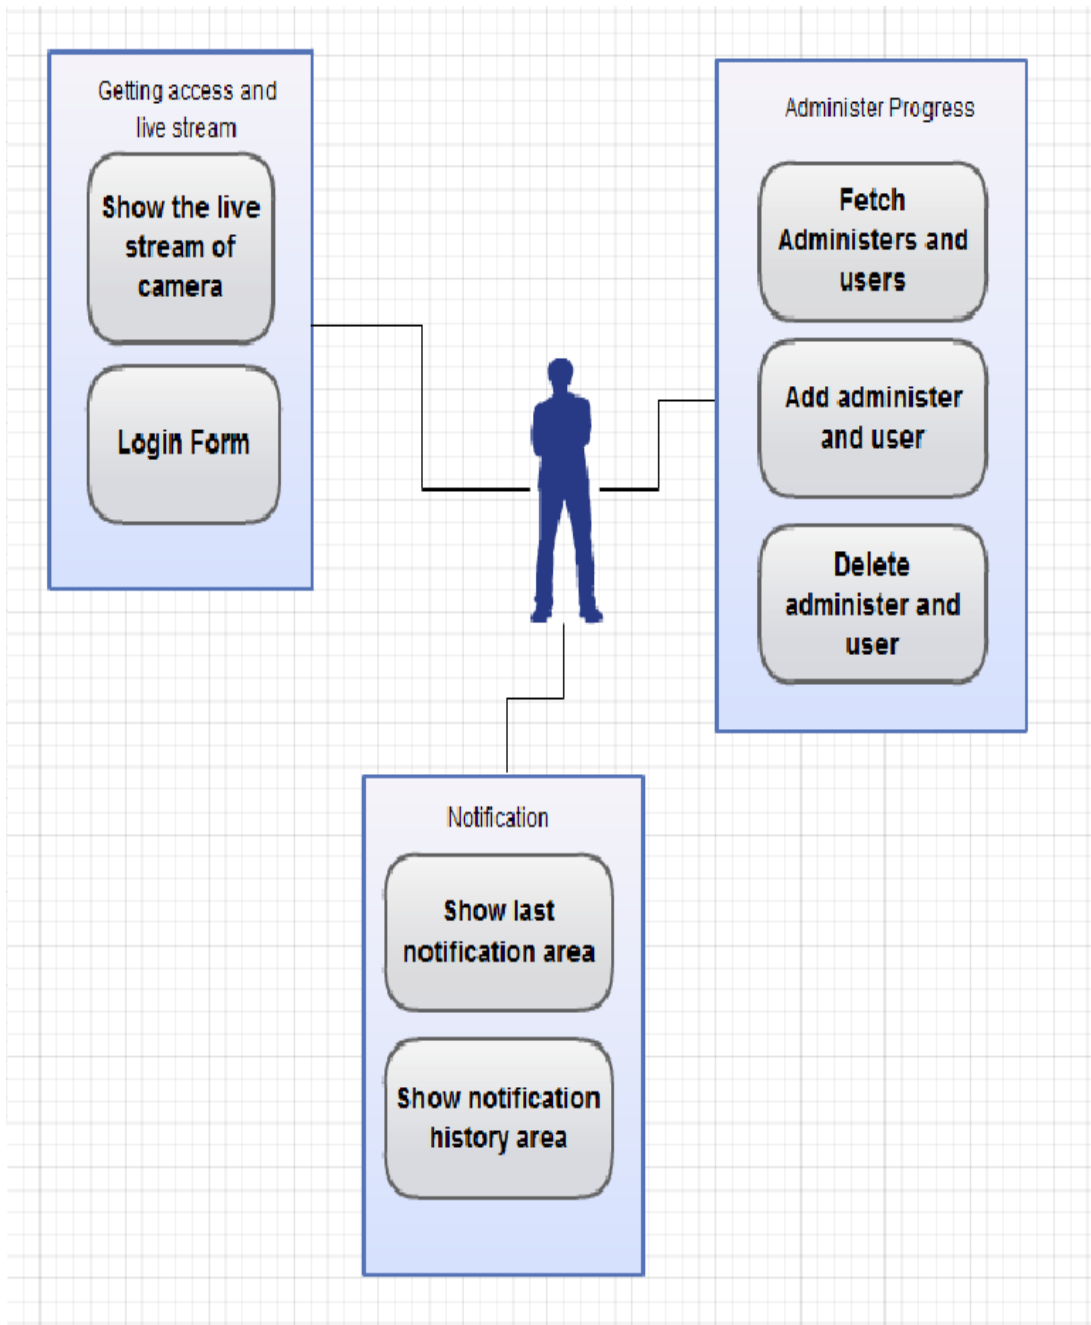 Getting access and
live stream
Show the live
stream of
camera
Login Form
Administer Progress
Fetch
Administers and
users
Add administer
and user
Delete
administer and
user
Notification
Show last
notification area
Show notification
history area